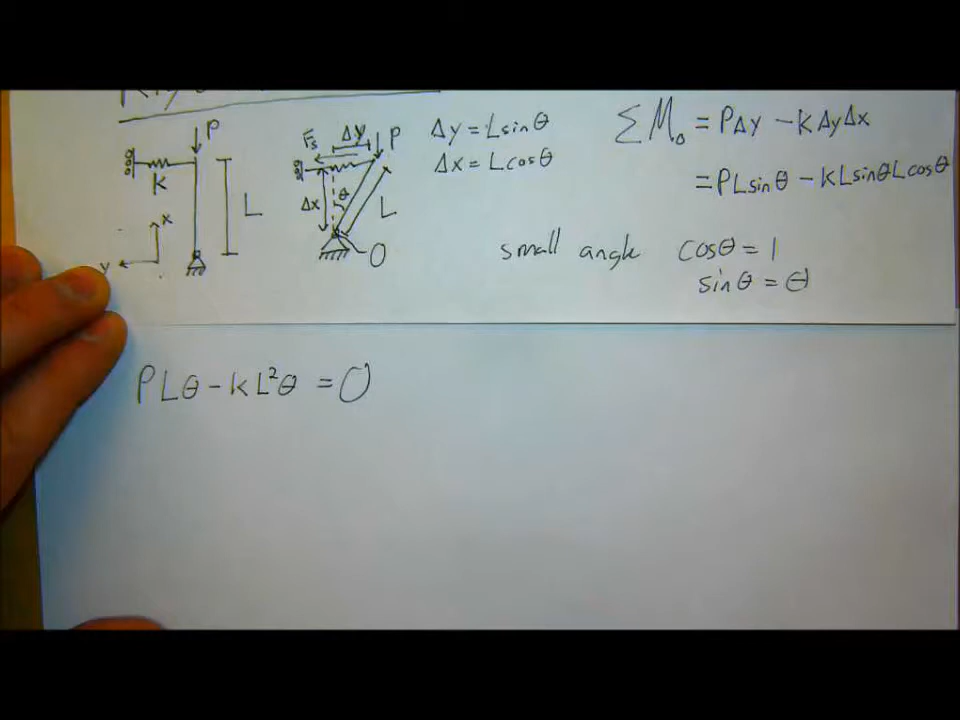 P
K
L
x
y
Fs Δy P
Δx θ L
O
Δy = L sin θ
Δx = L cos θ
ΣM₀ = PΔy - KΔyΔx
= PL sin θ - KL sin θ L cos θ
small angle cos θ = 1
sin θ = θ
PLθ - KL²θ = 0